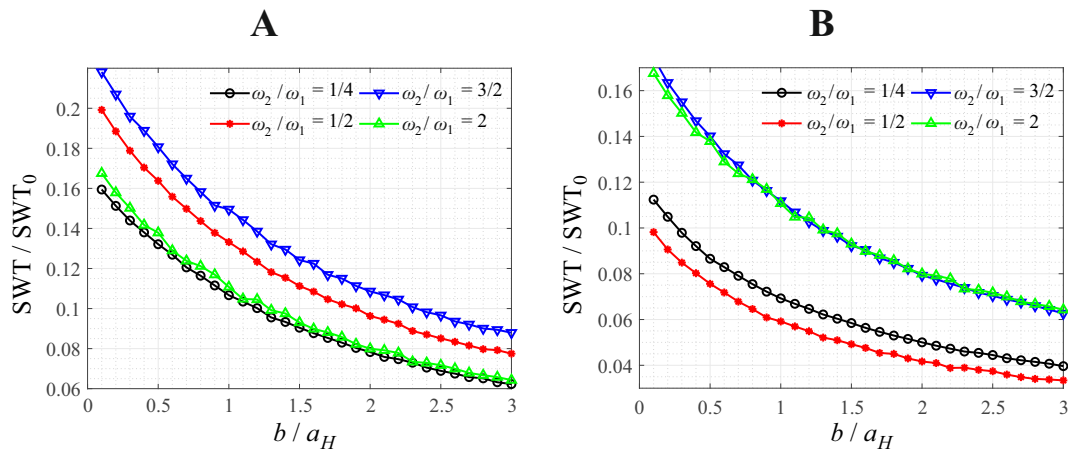 A
SWT / SWT₀
0.2
0.18
0.16
0.14
0.12
0.1
0.08
0.06
ω₂ / ω₁ = 1/4
ω₂ / ω₁ = 1/2
ω₂ / ω₁ = 3/2
ω₂ / ω₁ = 2
0 0.5 1 1.5 2 2.5 3
b / a_H
B
SWT / SWT₀
0.16
0.14
0.12
0.1
0.08
0.06
0.04
ω₂ / ω₁ = 1/4
ω₂ / ω₁ = 1/2
ω₂ / ω₁ = 3/2
ω₂ / ω₁ = 2
0 0.5 1 1.5 2 2.5 3
b / a_H